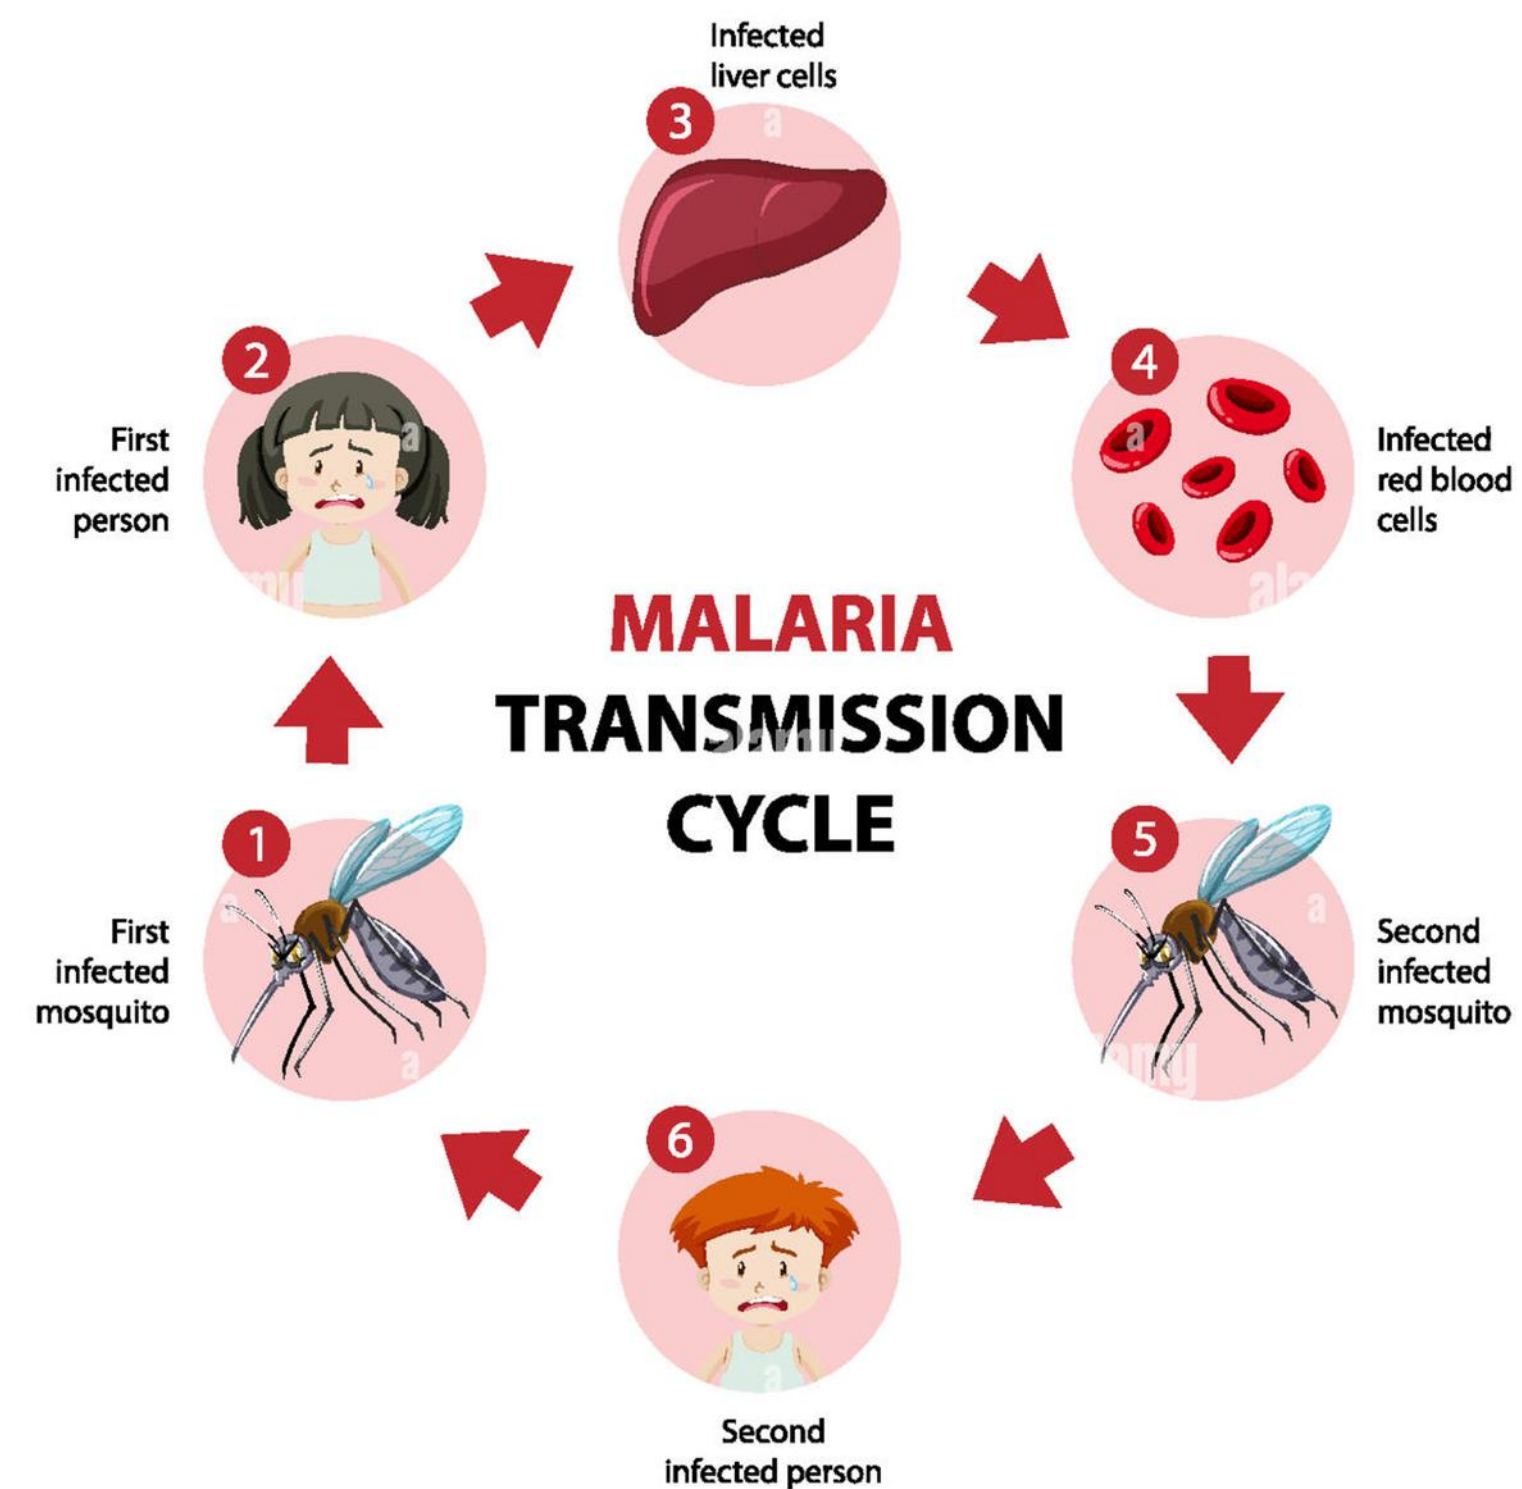 Infected
liver cells
3
2
4
First
infected
person
Infected
red blood
cells
MALARIA
TRANSMISSION
CYCLE
1
5
First
infected
mosquito
Second
infected
mosquito
6
Second
infected person
a
a
a
a
a
a
a
alamy